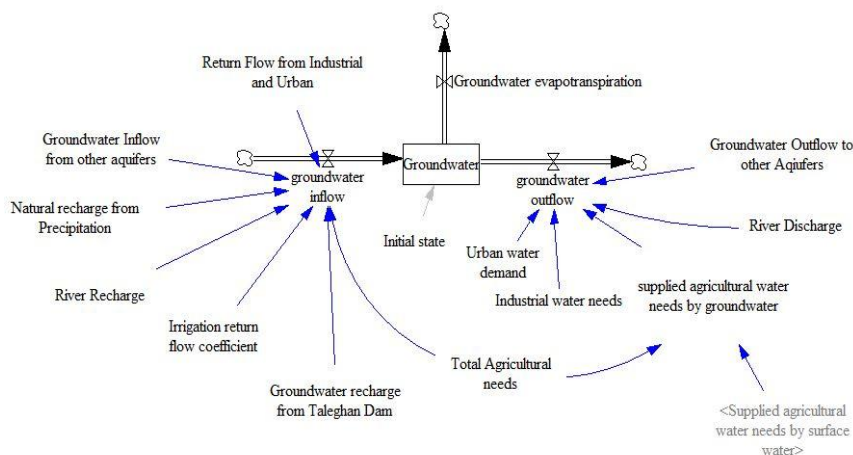 Return Flow from Industrial
and Urban
Groundwater evapotranspiration
Groundwater Inflow
from other aquifers
groundwater
inflow
Groundwater
groundwater
outflow
Groundwater Outflow to
other Aqiufers
Natural recharge from
Precipitation
Initial state
Urban water
demand
River Discharge
River Recharge
Industrial water needs
supplied agricultural water
needs by groundwater
Irrigation return
flow coefficient
Total Agricultural
needs
Groundwater recharge
from Taleghan Dam
<Supplied agricultural
water needs by surface
water>